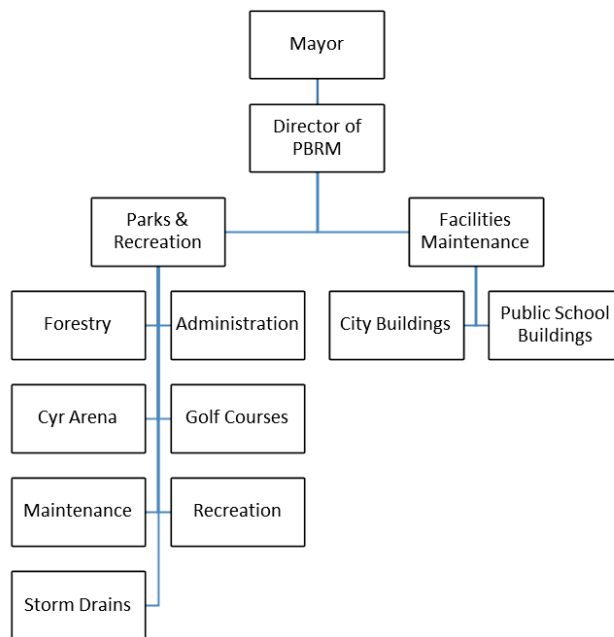 Mayor
Director of
PBRM
Parks &
Recreation
Facilities
Maintenance
Forestry
Administration
City Buildings
Public School
Buildings
Cyr Arena
Golf Courses
Maintenance
Recreation
Storm Drains